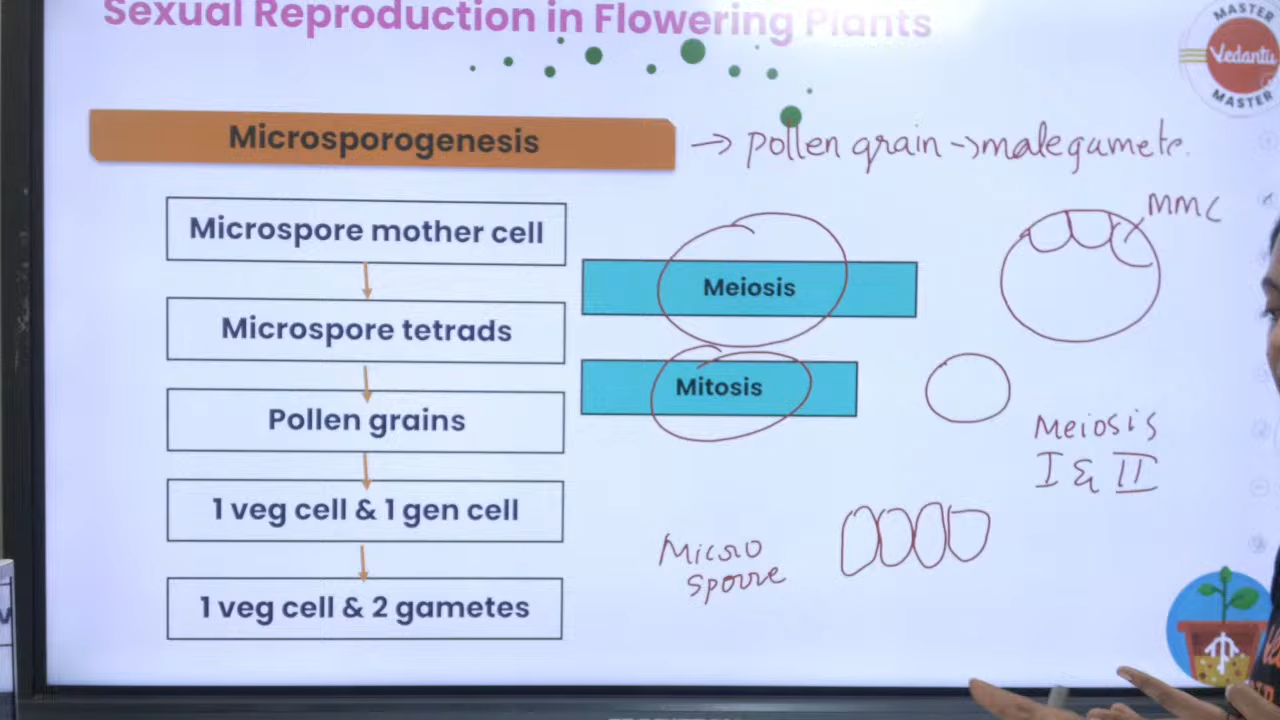 Sexual Reproduction in Flowering Plants
MASTER
Vedantu
MASTER
Microsporogenesis
→ pollen grain → male gamete.
Microspore mother cell
MMC
Meiosis
Microspore tetrads
Mitosis
Pollen grains
Meiosis
I & II
1 veg cell & 1 gen cell
Micro
spore
1 veg cell & 2 gametes